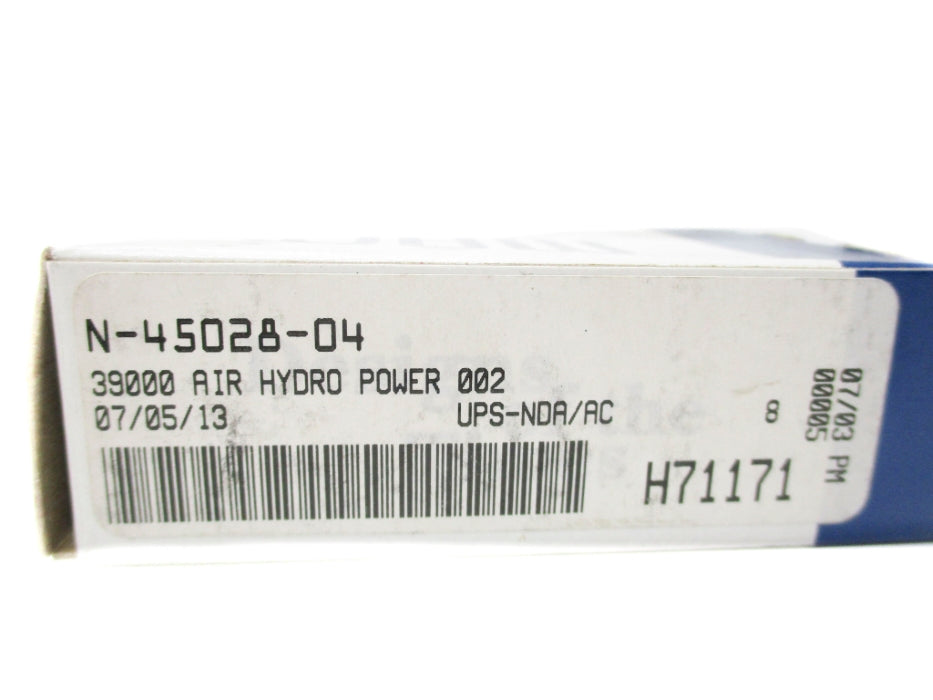 N-45028-04
39000 AIR HYDRO POWER 002
07/05/13 UPS-NDA/AC 8
H71171
07/03 PM
00005